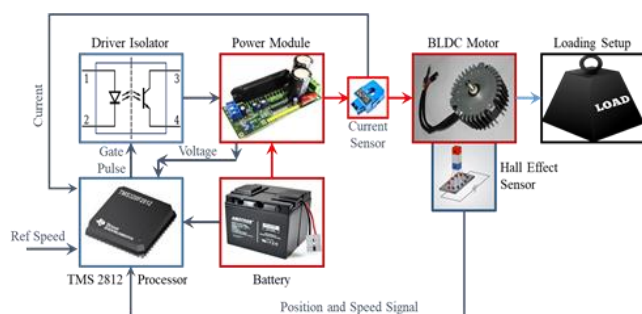 Driver Isolator
Power Module
BLDC Motor
Loading Setup
1
3
2
4
Current
Current
Sensor
LOAD
Gate
Pulse
Voltage
Hall Effect
Sensor
Ref Speed
TMS 2812 Processor
Battery
Position and Speed Signal